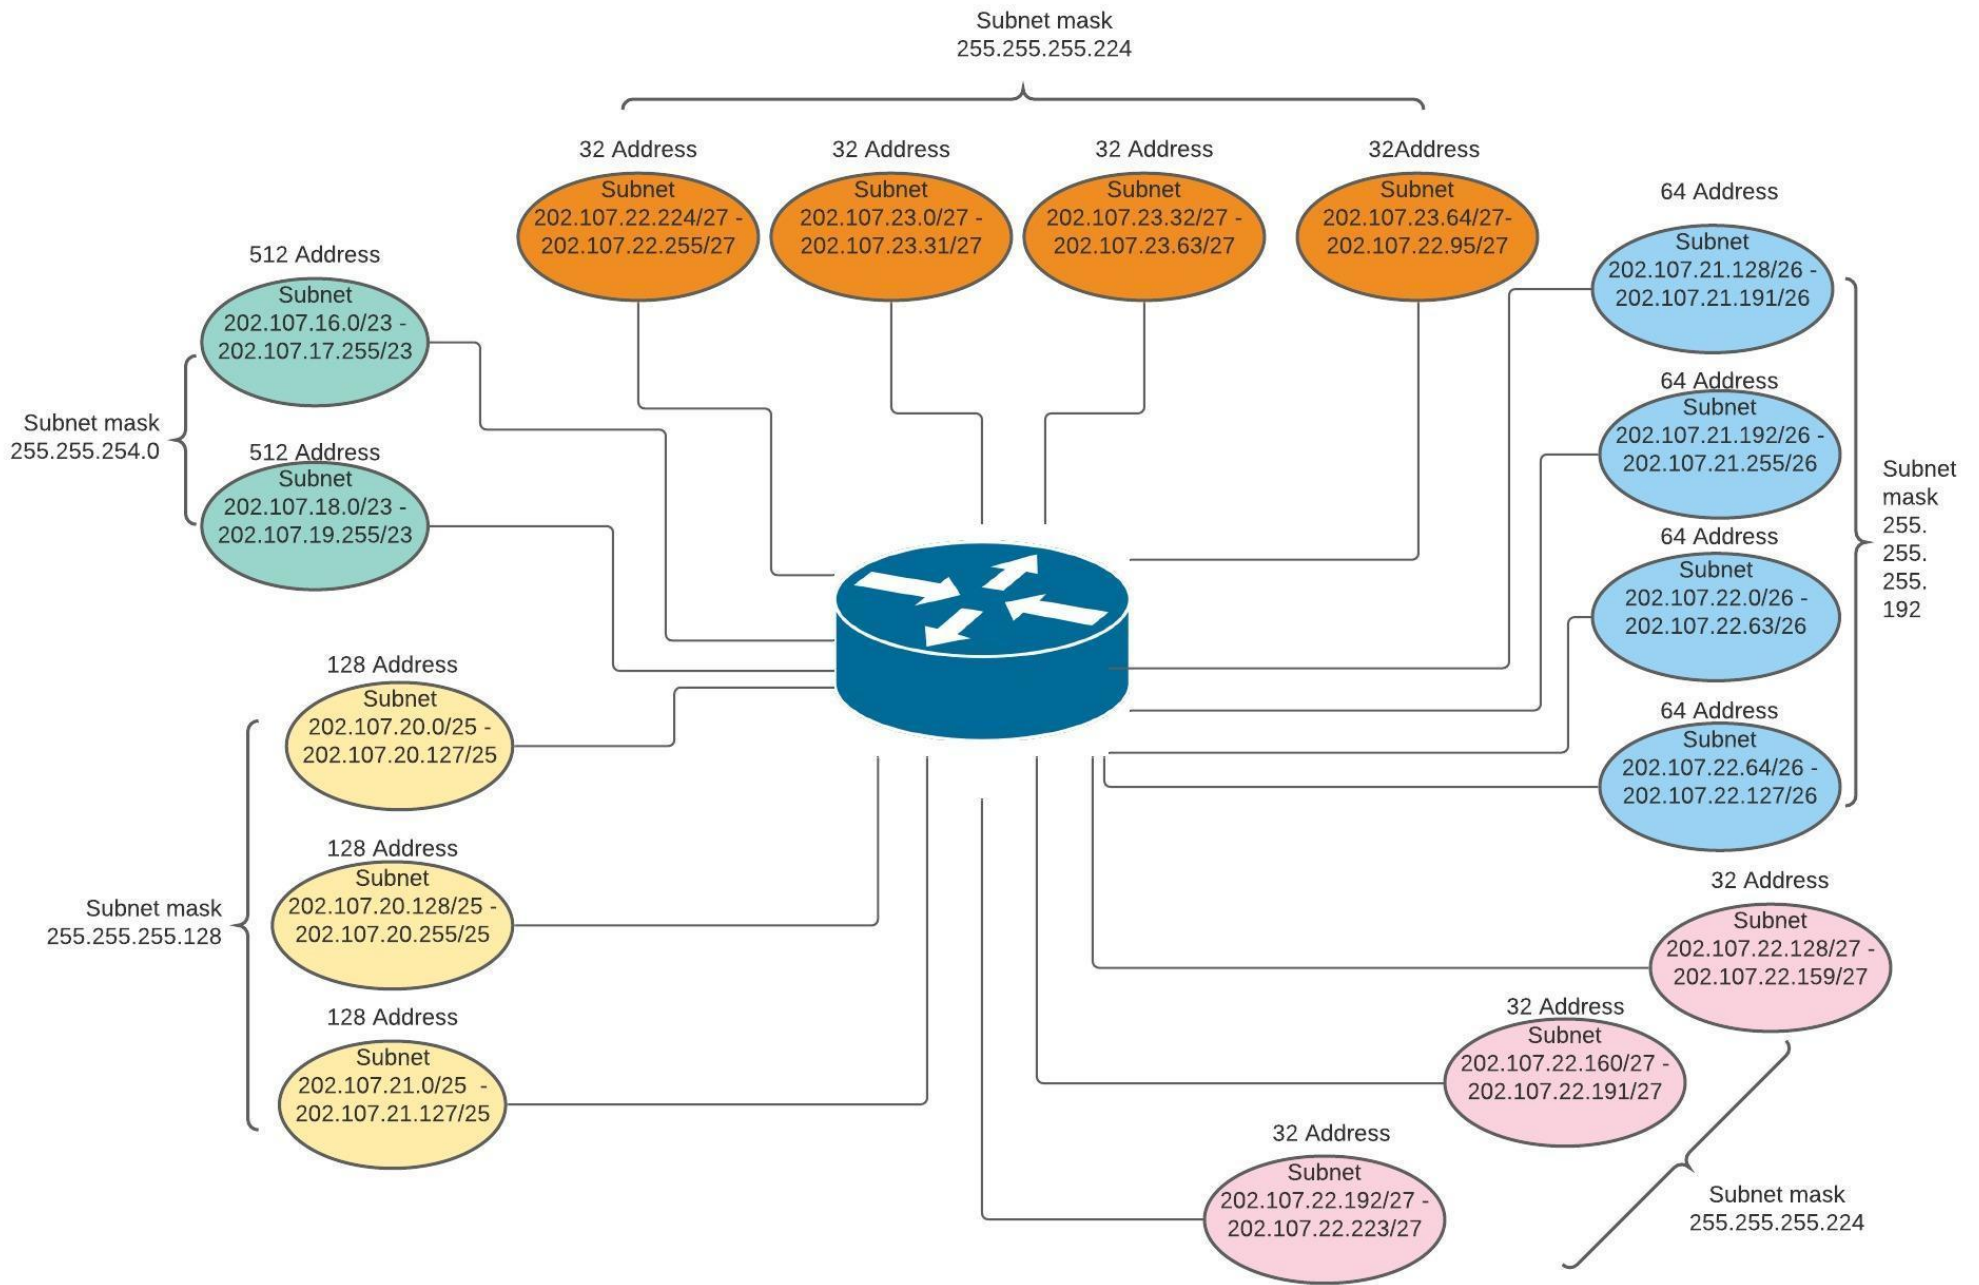 Subnet mask
255.255.255.224
32 Address
Subnet
202.107.22.224/27 -
202.107.22.255/27
32 Address
Subnet
202.107.23.0/27 -
202.107.23.31/27
32 Address
Subnet
202.107.23.32/27 -
202.107.23.63/27
32Address
Subnet
202.107.23.64/27-
202.107.22.95/27
512 Address
Subnet
202.107.16.0/23 -
202.107.17.255/23
512 Address
Subnet
202.107.18.0/23 -
202.107.19.255/23
Subnet mask
255.255.254.0
64 Address
Subnet
202.107.21.128/26 -
202.107.21.191/26
64 Address
Subnet
202.107.21.192/26 -
202.107.21.255/26
64 Address
Subnet
202.107.22.0/26 -
202.107.22.63/26
64 Address
Subnet
202.107.22.64/26 -
202.107.22.127/26
Subnet
mask
255.
255.
255.
192
128 Address
Subnet
202.107.20.0/25 -
202.107.20.127/25
128 Address
Subnet
202.107.20.128/25 -
202.107.20.255/25
128 Address
Subnet
202.107.21.0/25 -
202.107.21.127/25
Subnet mask
255.255.255.128
32 Address
Subnet
202.107.22.128/27 -
202.107.22.159/27
32 Address
Subnet
202.107.22.160/27 -
202.107.22.191/27
32 Address
Subnet
202.107.22.192/27 -
202.107.22.223/27
Subnet mask
255.255.255.224